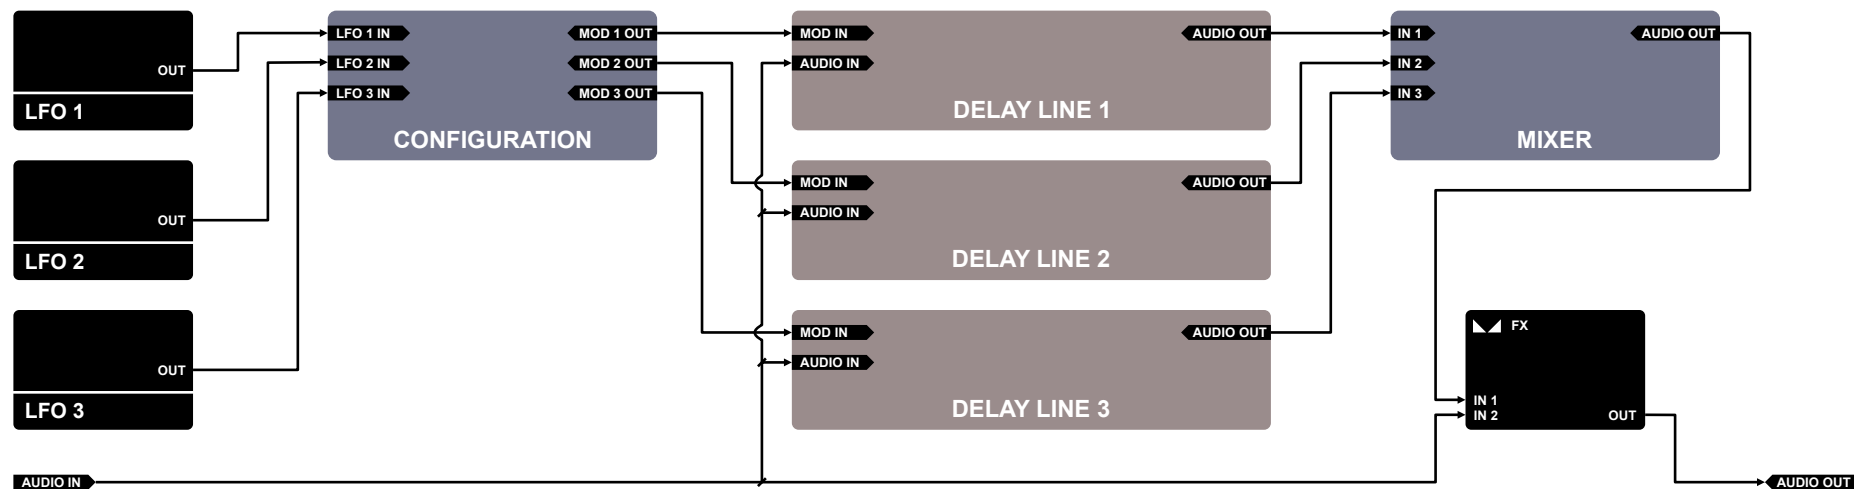 OUT
LFO 1
OUT
LFO 2
OUT
LFO 3
LFO 1 IN
LFO 2 IN
LFO 3 IN
MOD 1 OUT
MOD 2 OUT
MOD 3 OUT
CONFIGURATION
MOD IN
AUDIO IN
AUDIO OUT
DELAY LINE 1
MOD IN
AUDIO IN
AUDIO OUT
DELAY LINE 2
MOD IN
AUDIO IN
AUDIO OUT
DELAY LINE 3
IN 1
IN 2
IN 3
AUDIO OUT
MIXER
FX
IN 1
IN 2
OUT
AUDIO IN
AUDIO OUT